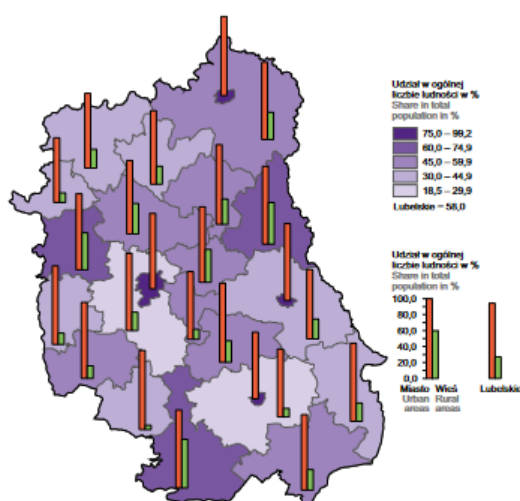 Udział w ogólnej
liczbie ludności w %
Share in total
population in %
75,0 – 99,2
60,0 – 74,9
45,0 – 59,9
30,0 – 44,9
18,5 – 29,9
Lubelskie = 58,0
Udział w ogólnej
liczbie ludności w %
Share in total
population in %
100,0
80,0
60,0
40,0
20,0
0,0
Miasto Wieś Lubelskie
Urban Rural
areas areas